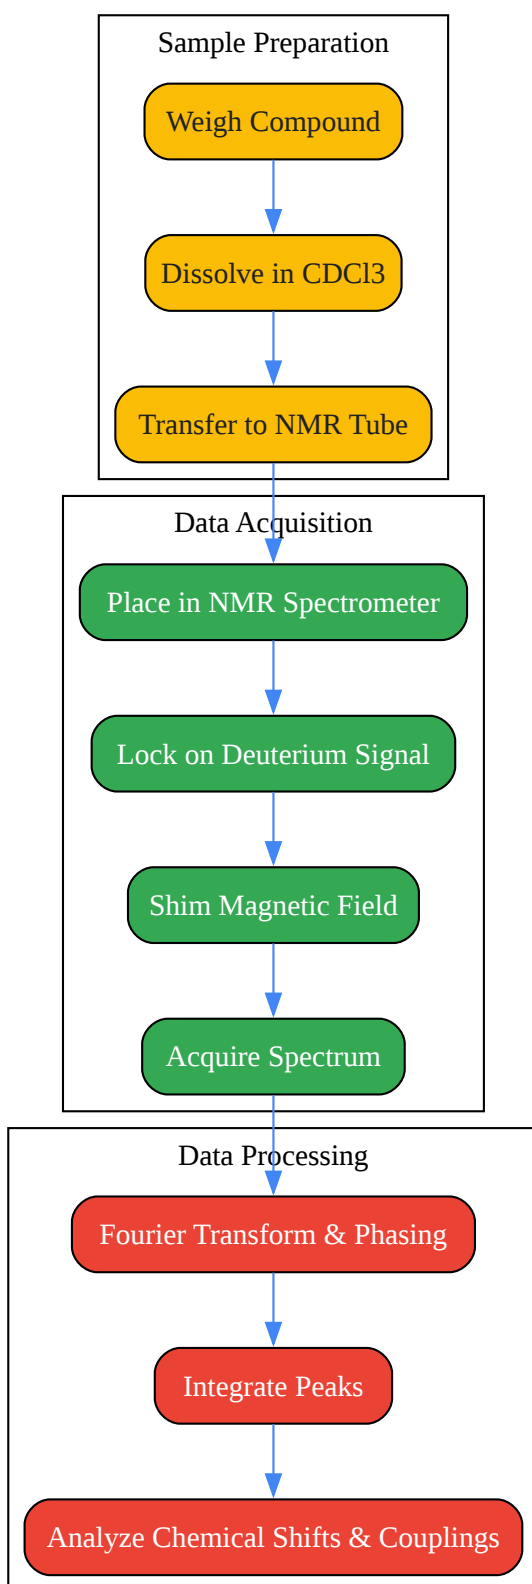 Sample Preparation
Weigh Compound
Dissolve in CDCl3
Transfer to NMR Tube
Data Acquisition
Place in NMR Spectrometer
Lock on Deuterium Signal
Shim Magnetic Field
Acquire Spectrum
Data Processing
Fourier Transform & Phasing
Integrate Peaks
Analyze Chemical Shifts & Couplings